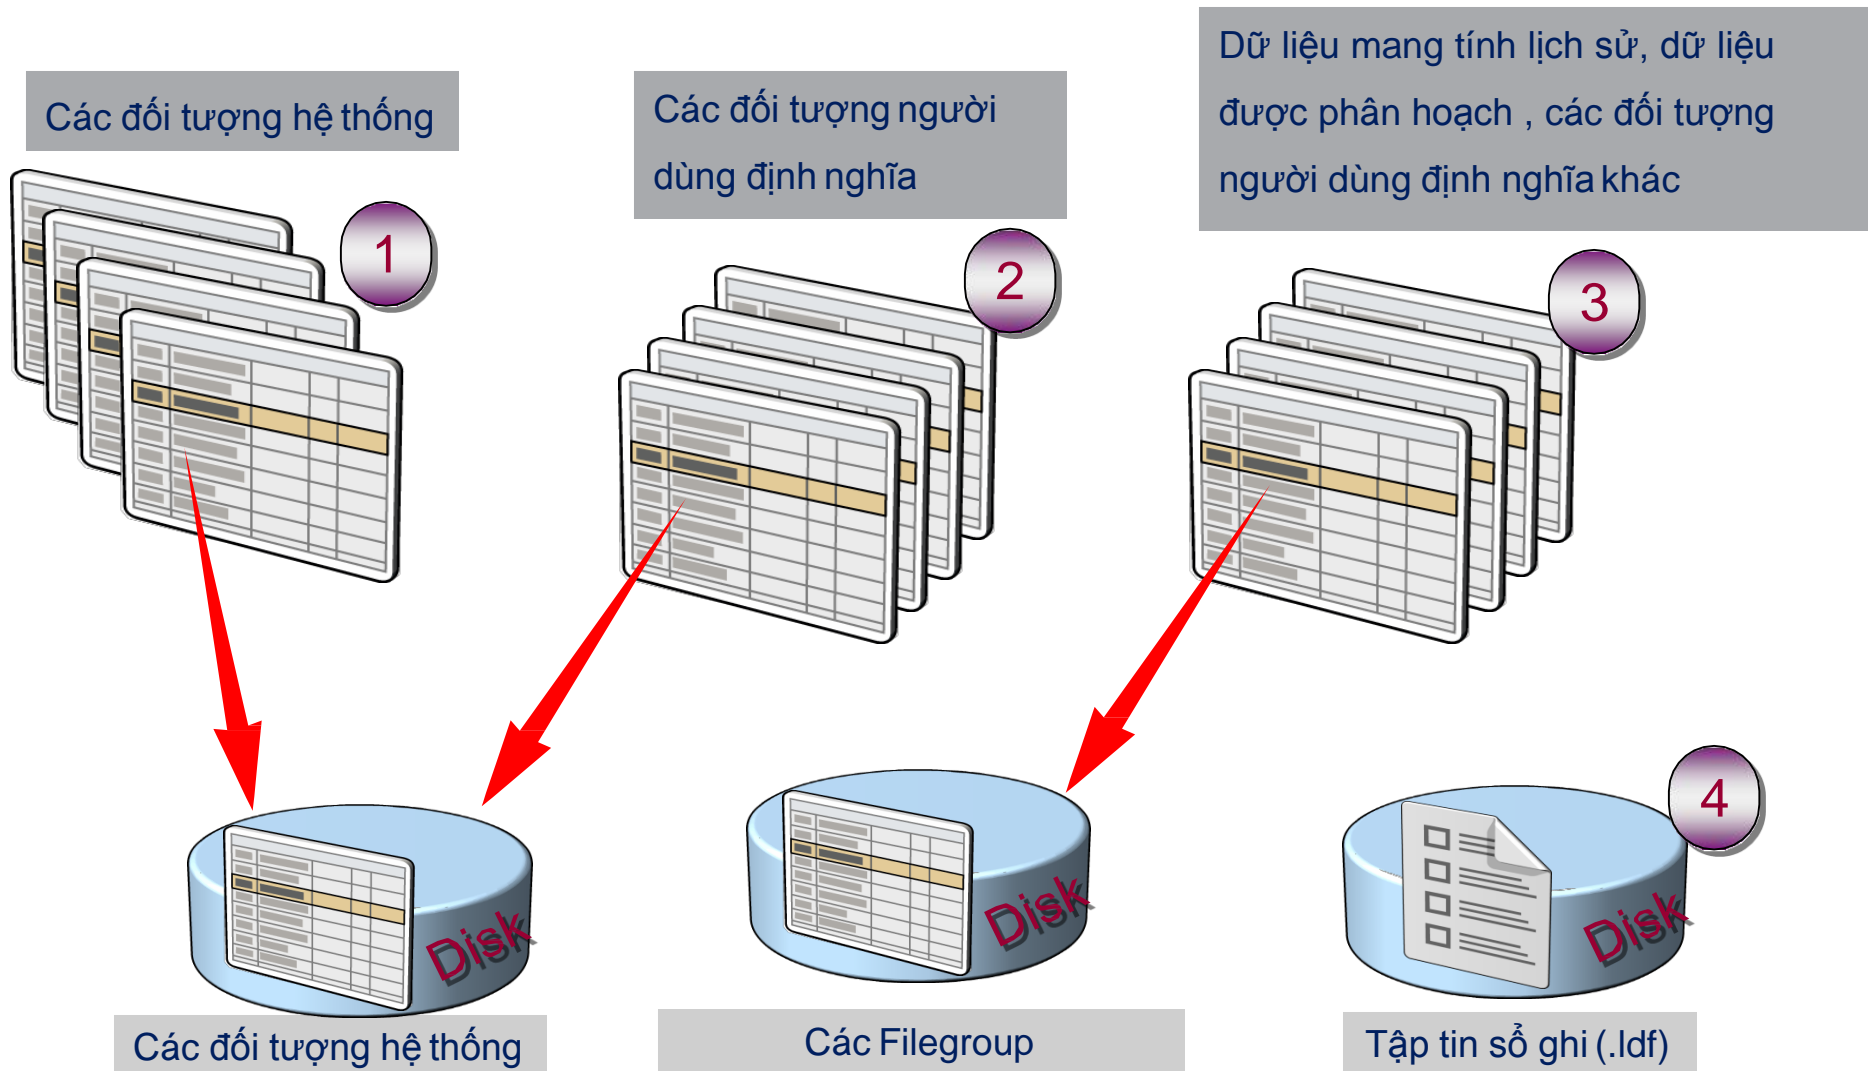 Các đối tượng hệ thống
Các đối tượng người
dùng định nghĩa
Dữ liệu mang tính lịch sử, dữ liệu
được phân hoạch , các đối tượng
người dùng định nghĩa khác
1
2
3
4
Disk
Disk
Disk
Các đối tượng hệ thống
Các Filegroup
Tập tin sổ ghi (.ldf)